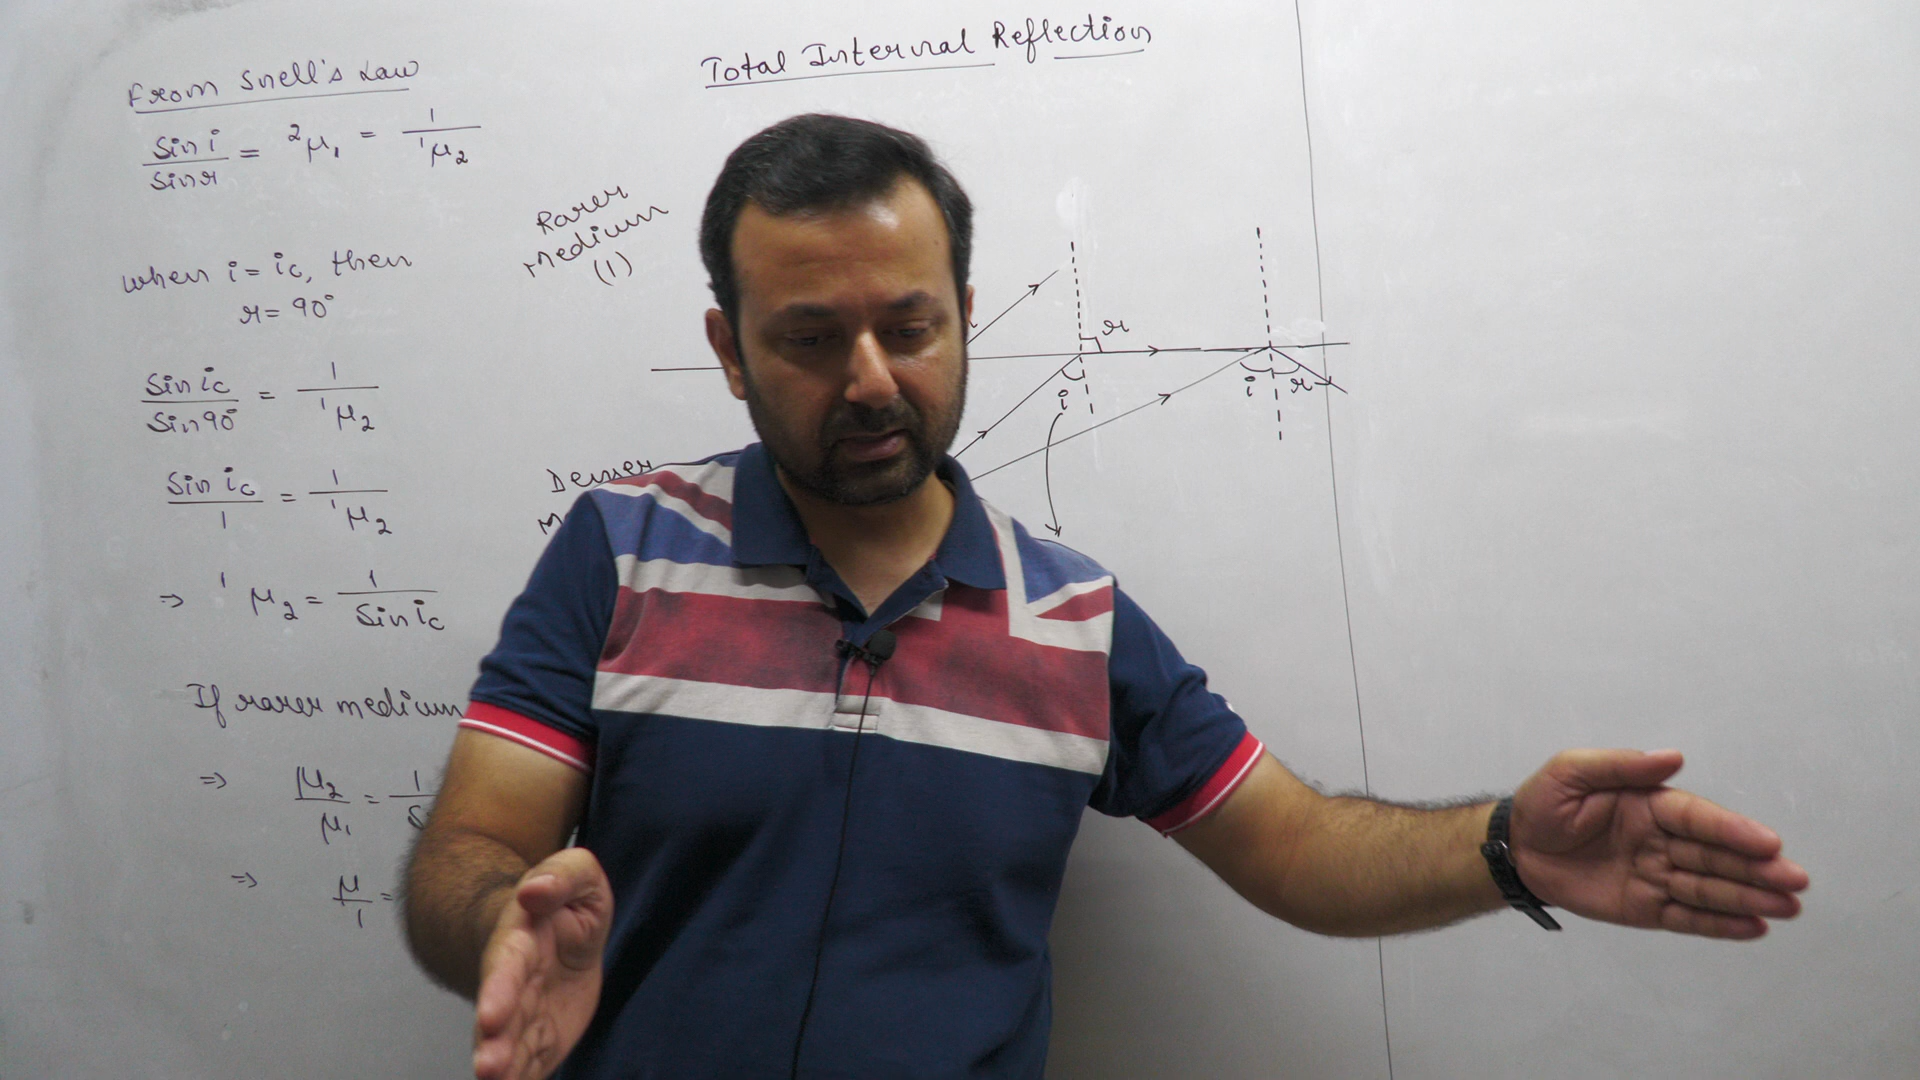 Total Internal Reflection
From Snell's Law
Sin i / Sin r = ²μ₁ = 1 / ¹μ₂
when i = ic, then
r = 90°
Sin ic / Sin 90° = 1 / ¹μ₂
Sin ic / 1 = 1 / ¹μ₂
⇒ ¹μ₂ = 1 / Sin ic
If rarer medium
⇒ μ₂ / μ₁ = 1 / S
⇒ μ / 1 =
Rarer
medium
(1)
Denser
M
r
i
i r